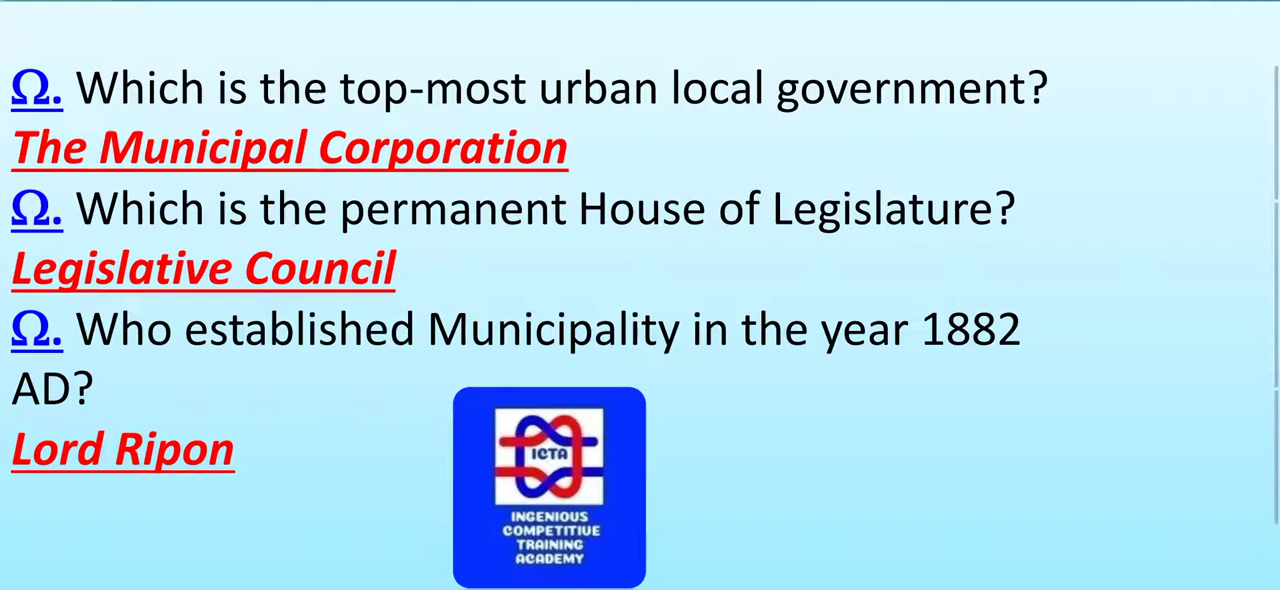 Ω. Which is the top-most urban local government?
The Municipal Corporation
Ω. Which is the permanent House of Legislature?
Legislative Council
Ω. Who established Municipality in the year 1882
AD?
Lord Ripon
ICTA
INGENIOUS
COMPETITIUE
TRAINING
ACADEMY